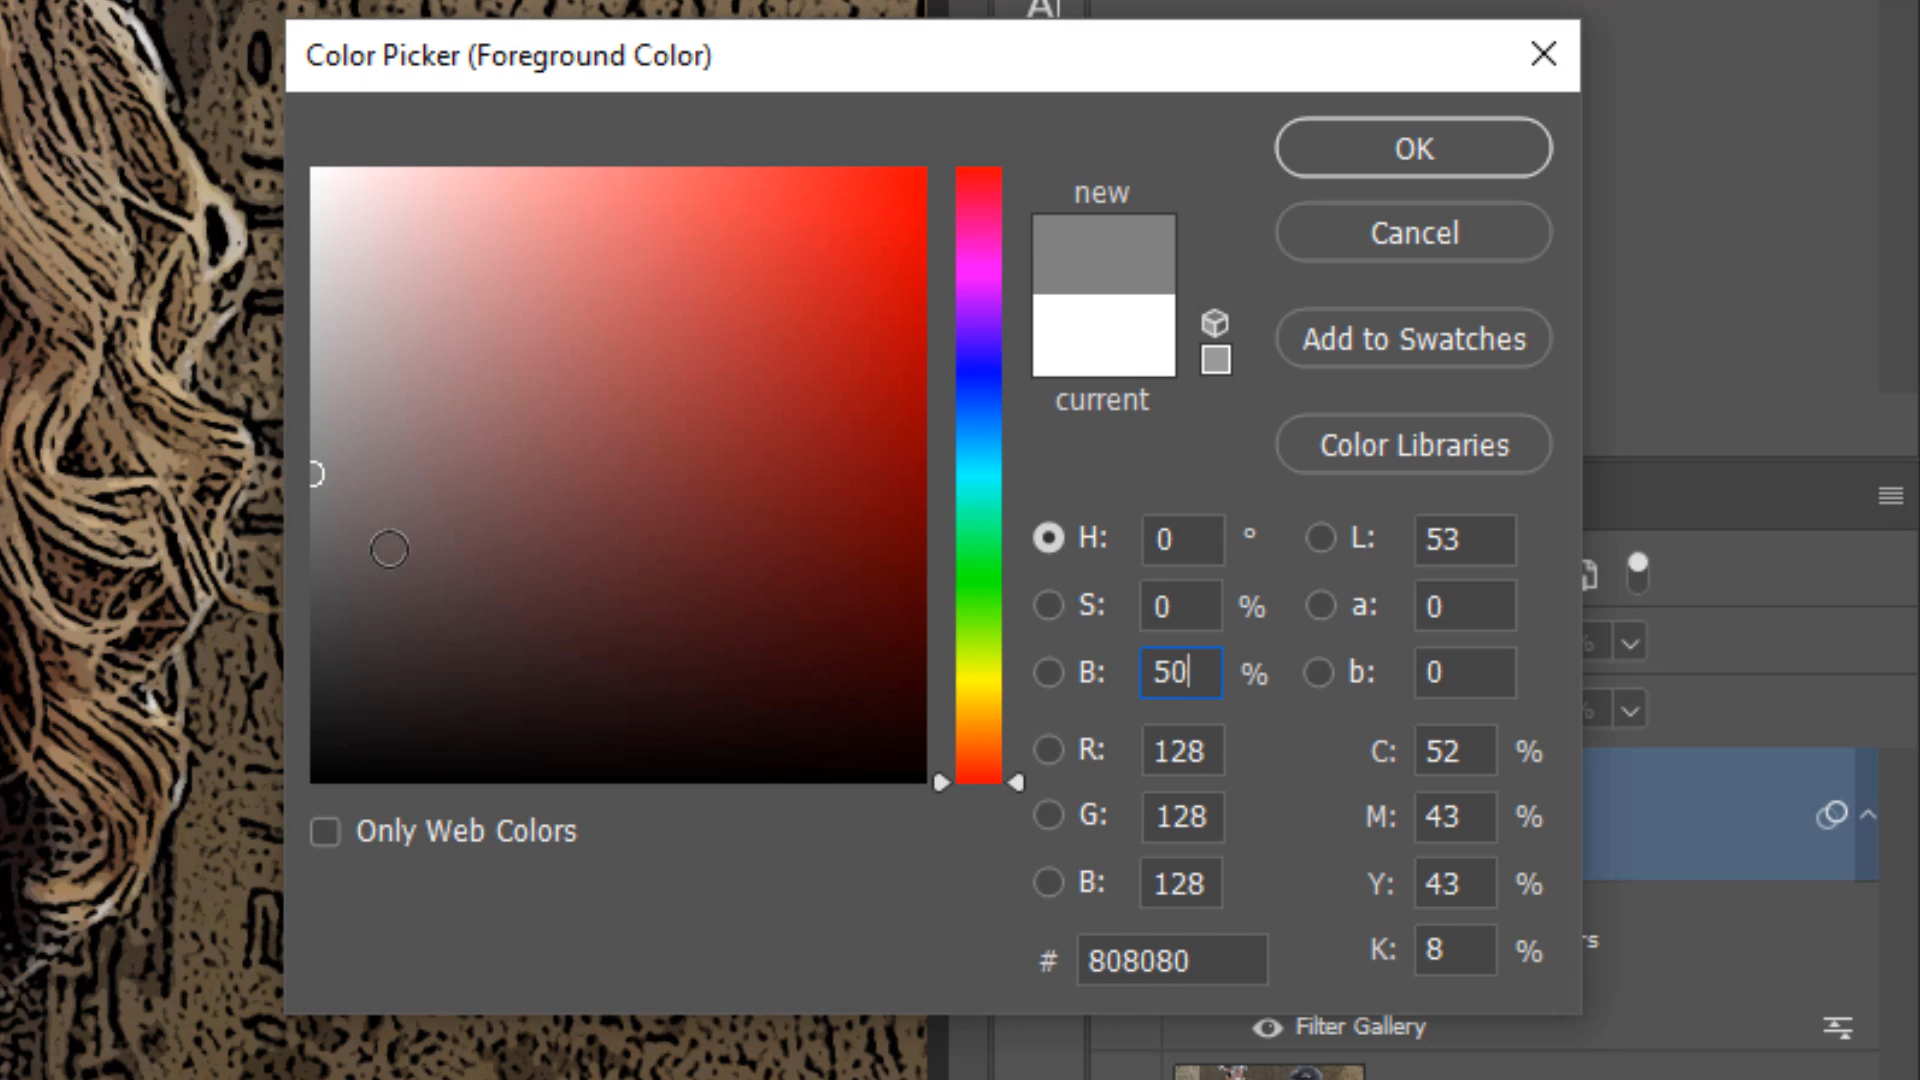 A
Color Picker (Foreground Color)
OK
new
Cancel
Add to Swatches
current
Color Libraries
H: 0 °
L: 53
S: 0 %
a: 0
B: 50 %
b: 0
R: 128
C: 52 %
G: 128
M: 43 %
B: 128
Y: 43 %
# 808080
K: 8 %
Only Web Colors
%
%
rs
Filter Gallery